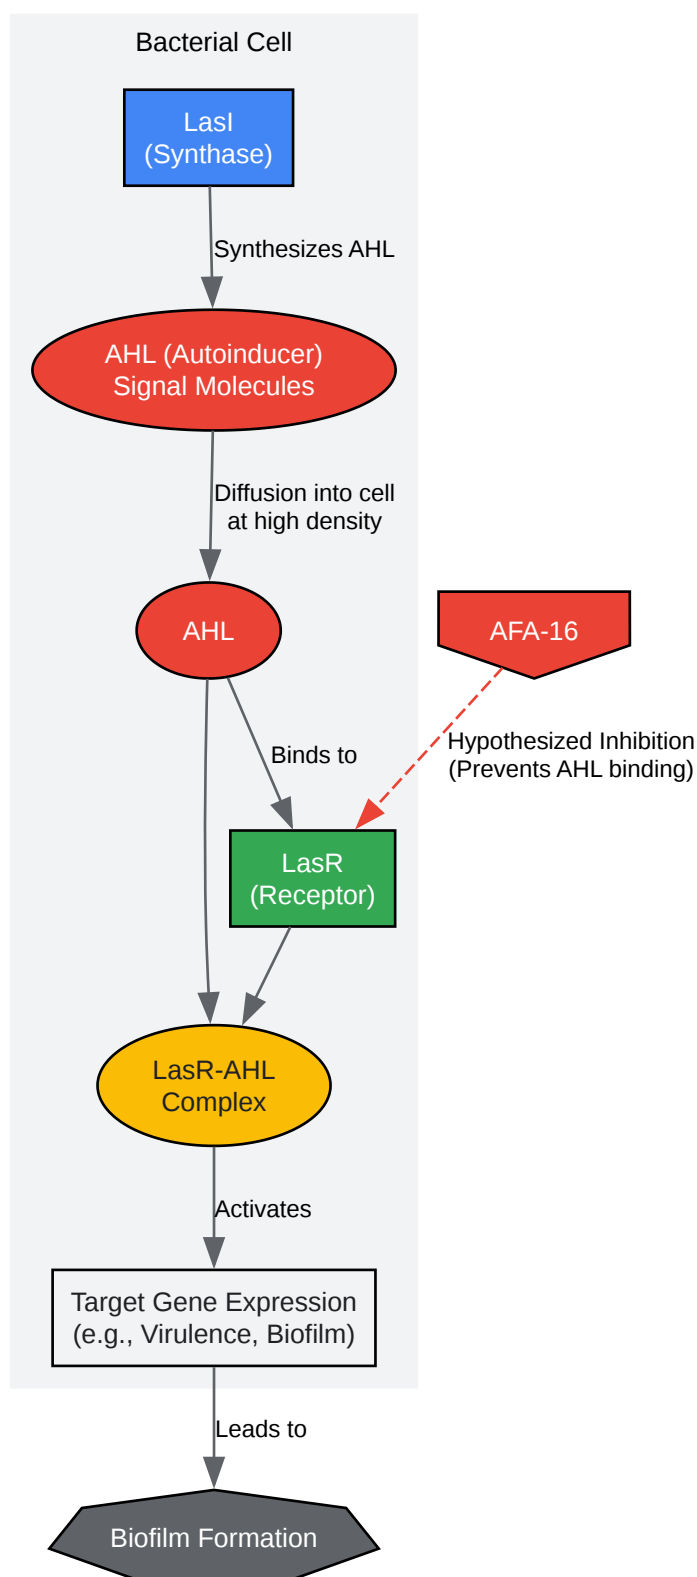 Bacterial Cell
LasI
(Synthase)
Synthesizes AHL
AHL (Autoinducer)
Signal Molecules
Diffusion into cell
at high density
AHL
AFA-16
Binds to
Hypothesized Inhibition
(Prevents AHL binding)
LasR
(Receptor)
LasR-AHL
Complex
Activates
Target Gene Expression
(e.g., Virulence, Biofilm)
Leads to
Biofilm Formation